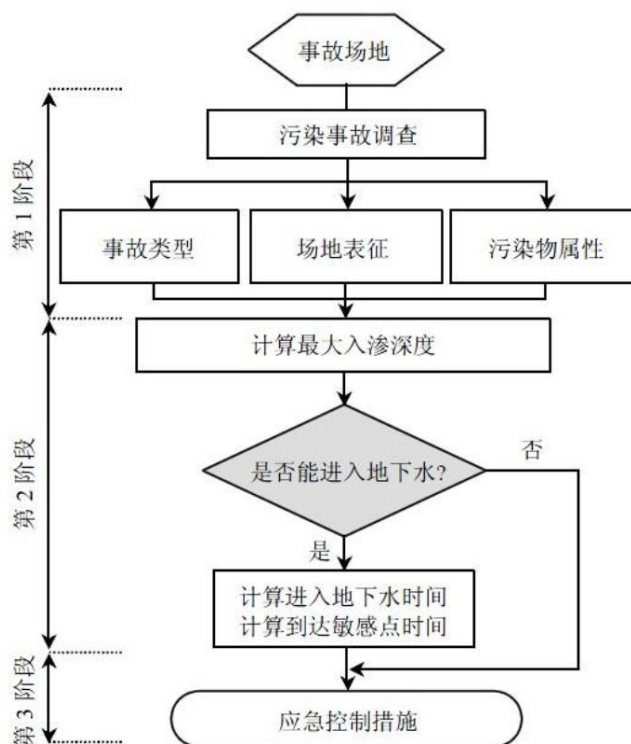 事故场地
污染事故调查
第1阶段
事故类型
场地表征
污染物属性
计算最大入渗深度
第2阶段
是否能进入地下水?
否
是
计算进入地下水时间
计算到达敏感点时间
第3阶段
应急控制措施